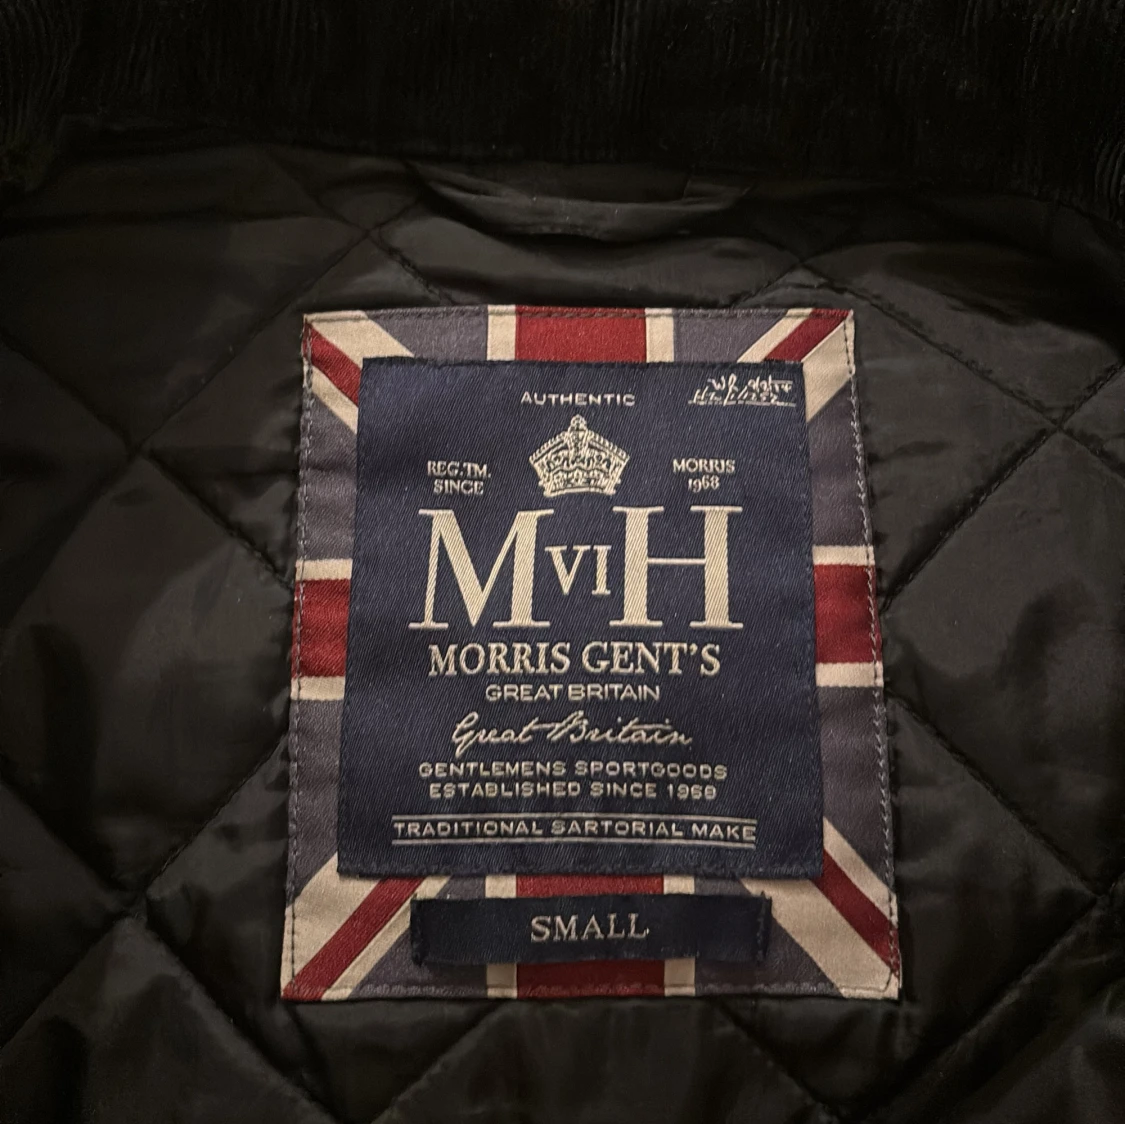 AUTHENTIC
REG.TM. SINCE
MORRIS 1968
M VI H
MORRIS GENT'S
GREAT BRITAIN
Great Britain
GENTLEMENS SPORTGOODS
ESTABLISHED SINCE 1968
TRADITIONAL SARTORIAL MAKE
SMALL